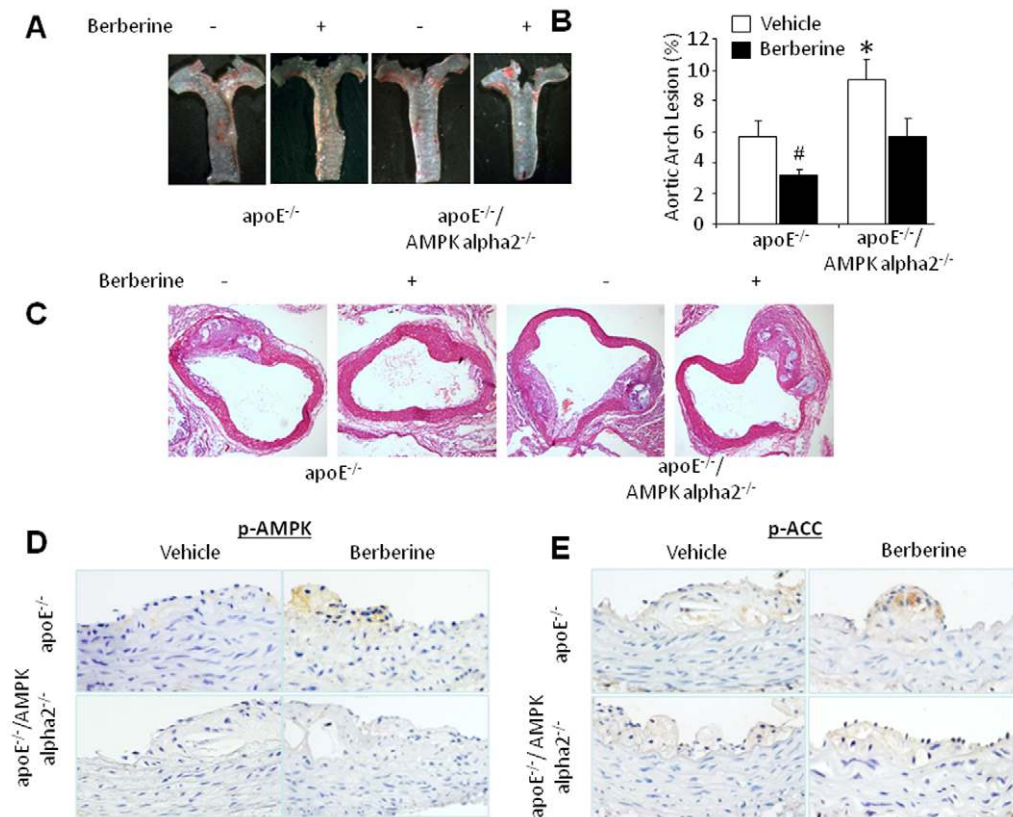 A
Berberine - + - +
apoE-/-
apoE-/-/
AMPK alpha2-/-
B
Vehicle
Berberine
Aortic Arch Lesion (%)
12
10
8
6
4
2
0
*
#
apoE-/-
apoE-/-/
AMPK alpha2-/-
Berberine - + - +
C
apoE-/-
apoE-/-/
AMPK alpha2-/-
D
p-AMPK
Vehicle Berberine
apoE-/-
apoE-/-/AMPK
alpha2-/-
E
p-ACC
Vehicle Berberine
apoE-/-
apoE-/-/ AMPK
alpha2-/-